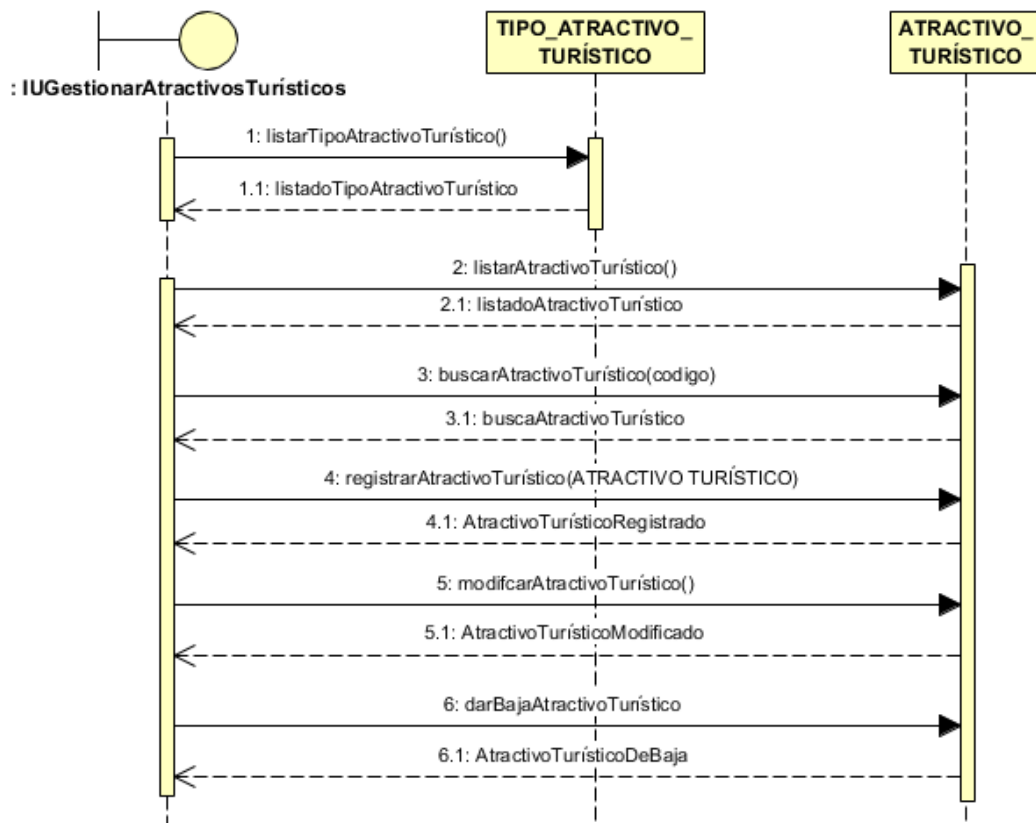 TIPO_ATRACTIVO_
TURÍSTICO
ATRACTIVO_
TURÍSTICO
: IUGestionarAtractivosTurísticos
1: listarTipoAtractivoTurístico()
1.1: listadoTipoAtractivoTurístico
2: listarAtractivoTurístico()
2.1: listadoAtractivoTurístico
3: buscarAtractivoTurístico(codigo)
3.1: buscaAtractivoTurístico
4: registrarAtractivoTurístico(ATRACTIVO TURÍSTICO)
4.1: AtractivoTurísticoRegistrado
5: modifcarAtractivoTurístico()
5.1: AtractivoTurísticoModificado
6: darBajaAtractivoTurístico
6.1: AtractivoTurísticoDeBaja